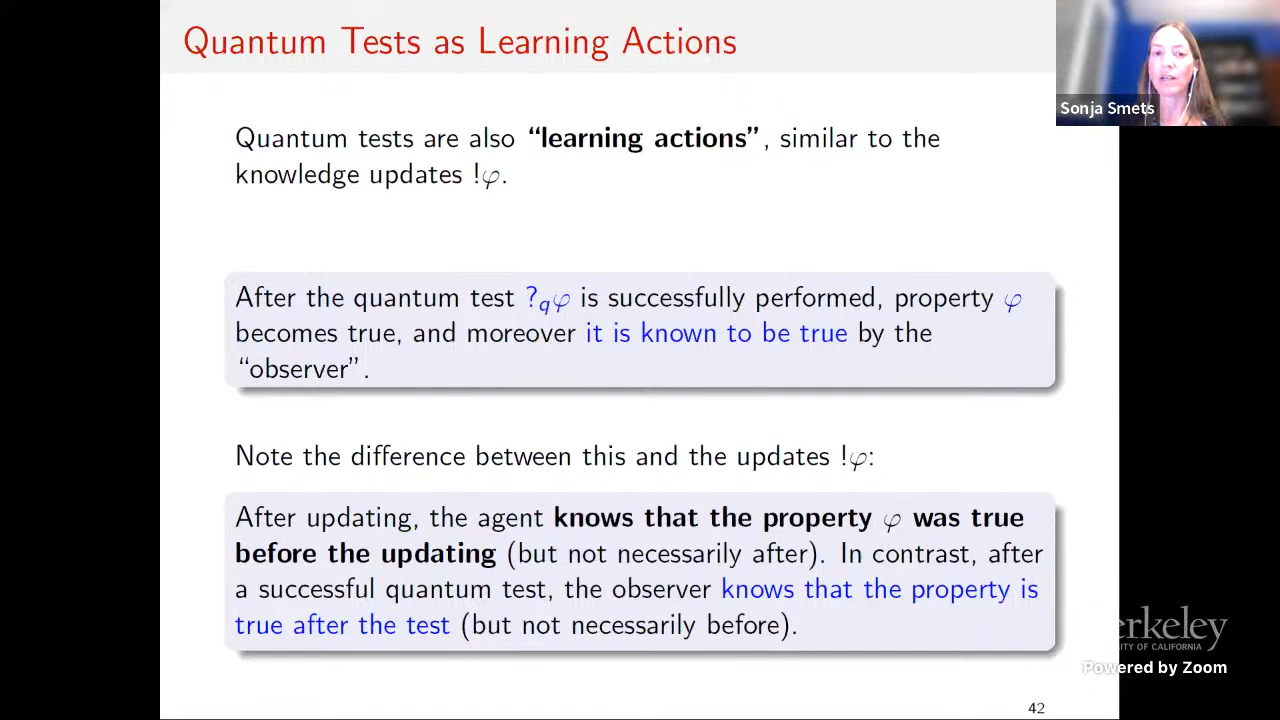 Quantum Tests as Learning Actions
Sonja Smets
Quantum tests are also “learning actions”, similar to the
knowledge updates !φ.
After the quantum test ?qφ is successfully performed, property φ
becomes true, and moreover it is known to be true by the
“observer”.
Note the difference between this and the updates !φ:
After updating, the agent knows that the property φ was true
before the updating (but not necessarily after). In contrast, after
a successful quantum test, the observer knows that the property is
true after the test (but not necessarily before).
erkeley
ITY OF CALIFORNIA
Powered by Zoom
42